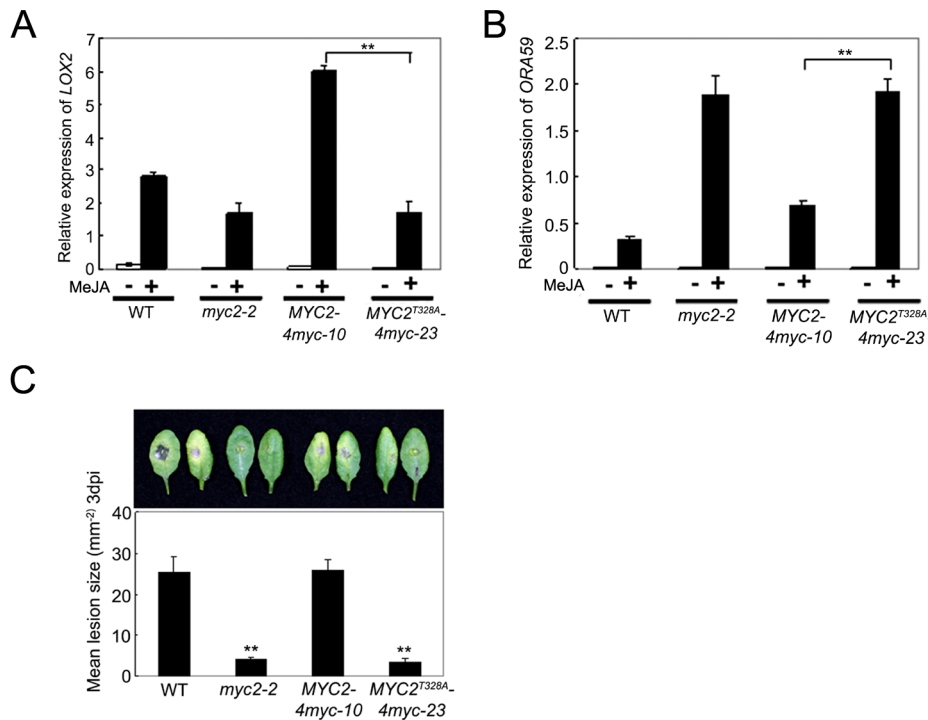 A
Relative expression of LOX2
7
6
5
4
3
2
1
0
**
MeJA - + - + - + - +
WT myc2-2 MYC2-4myc-10 MYC2T328A-4myc-23
B
Relative expression of ORA59
2.5
2.0
1.5
1.0
0.5
0
**
MeJA - + - + - + - +
WT myc2-2 MYC2-4myc-10 MYC2T328A 4myc-23
C
Mean lesion size (mm-2) 3dpi
40
30
20
10
0
** **
WT myc2-2 MYC2-4myc-10 MYC2T328A-4myc-23